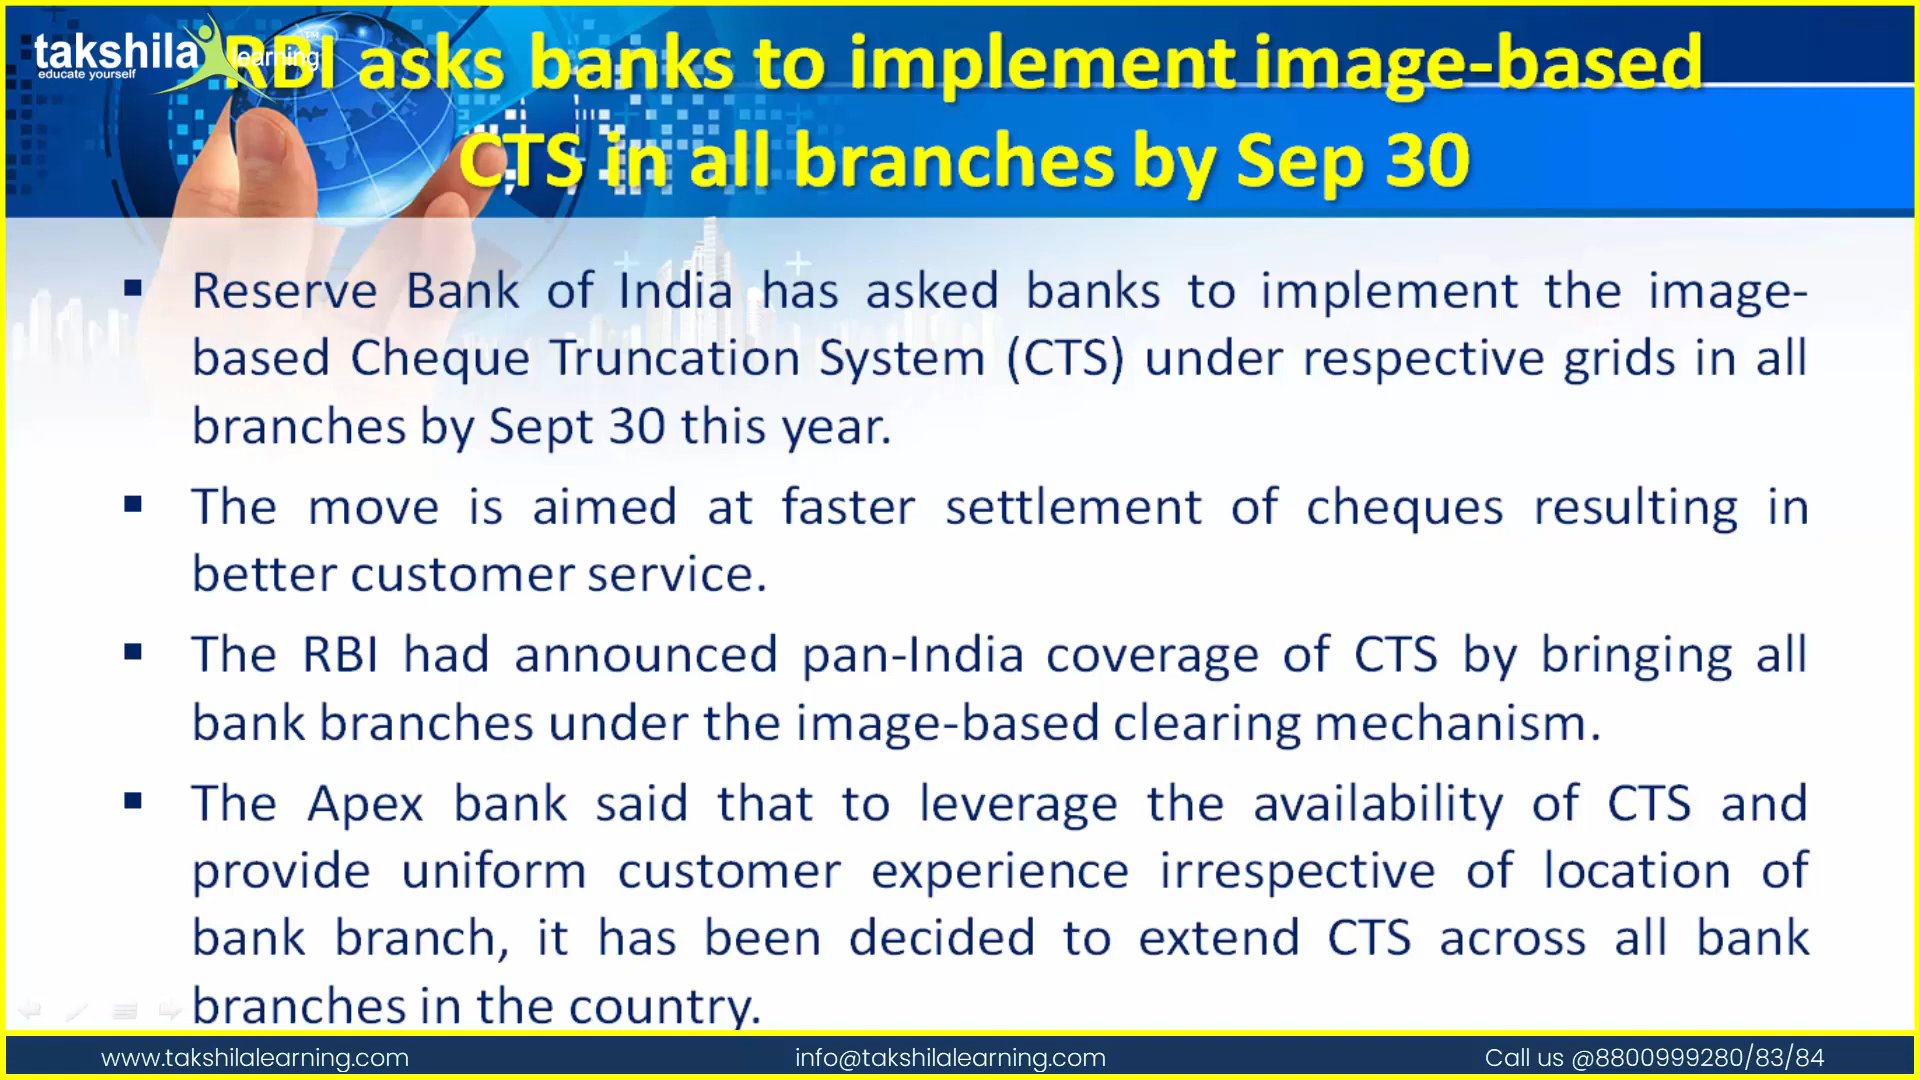 takshila learning TM
educate yourself
RBI asks banks to implement image-based
CTS in all branches by Sep 30
▪ Reserve Bank of India has asked banks to implement the image-
based Cheque Truncation System (CTS) under respective grids in all
branches by Sept 30 this year.
▪ The move is aimed at faster settlement of cheques resulting in
better customer service.
▪ The RBI had announced pan-India coverage of CTS by bringing all
bank branches under the image-based clearing mechanism.
▪ The Apex bank said that to leverage the availability of CTS and
provide uniform customer experience irrespective of location of
bank branch, it has been decided to extend CTS across all bank
branches in the country.
www.takshilalearning.com info@takshilalearning.com Call us @8800999280/83/84